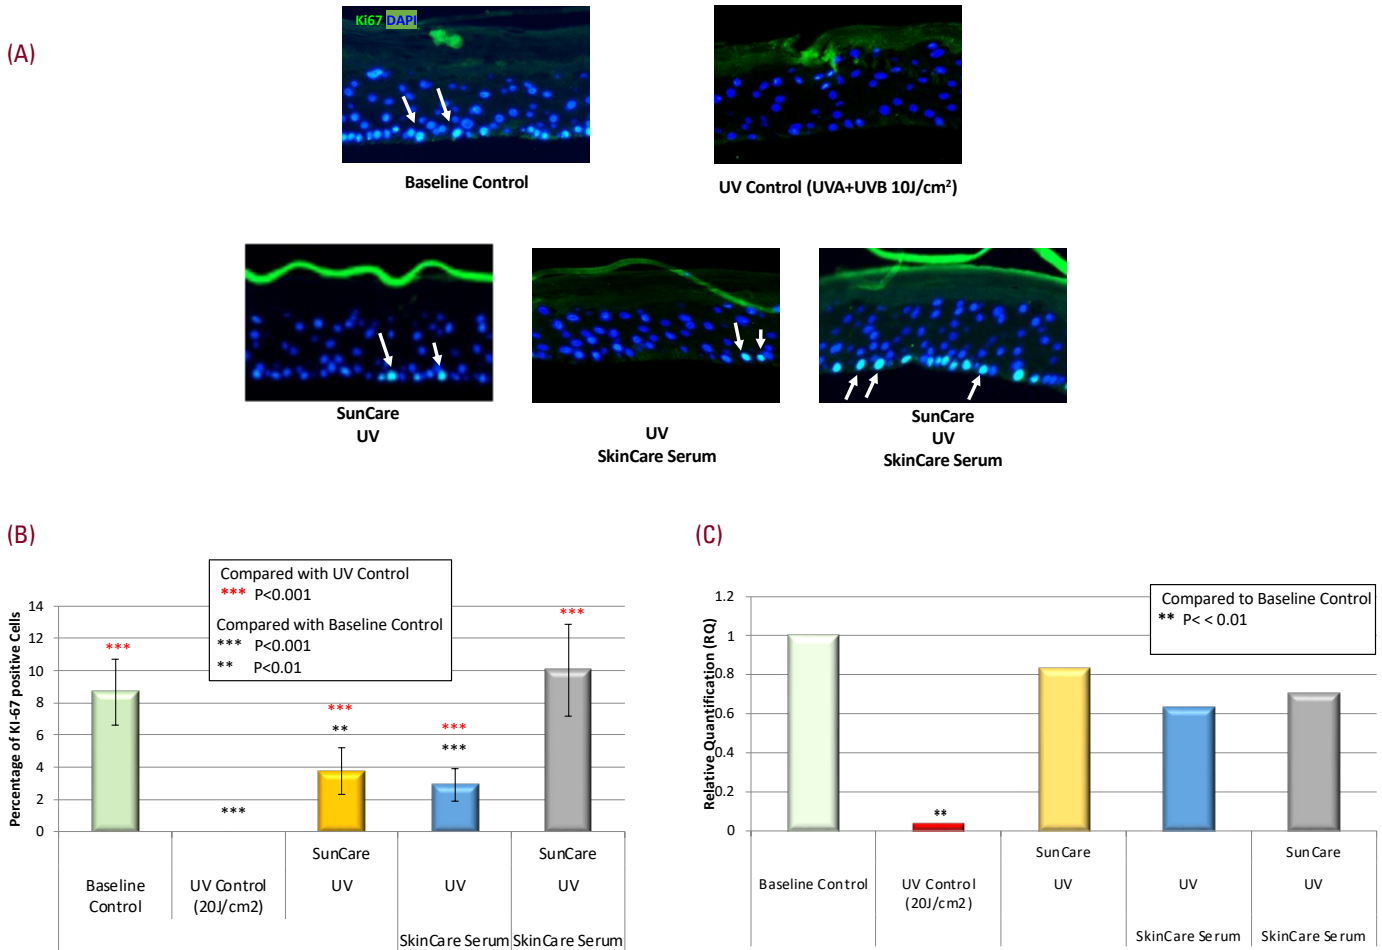 (A)
Ki67 DAPI
Baseline Control
UV Control (UVA+UVB 10J/cm²)
SunCare
UV
UV
SkinCare Serum
SunCare
UV
SkinCare Serum
(B)
Compared with UV Control
*** P<0.001
Compared with Baseline Control
*** P<0.001
** P<0.01
Percentage of KI-67 positive Cells
14
12
10
8
6
4
2
0
***
***
***
**
***
***
***
Baseline
Control
UV Control
(20J/cm2)
SunCare
UV
UV
SkinCare Serum
SunCare
UV
SkinCare Serum
(C)
Compared to Baseline Control
** P< < 0.01
Relative Quantification (RQ)
1.2
1
0.8
0.6
0.4
0.2
0
**
Baseline Control
UV Control
(20J/cm2)
SunCare
UV
UV
SkinCare Serum
SunCare
UV
SkinCare Serum